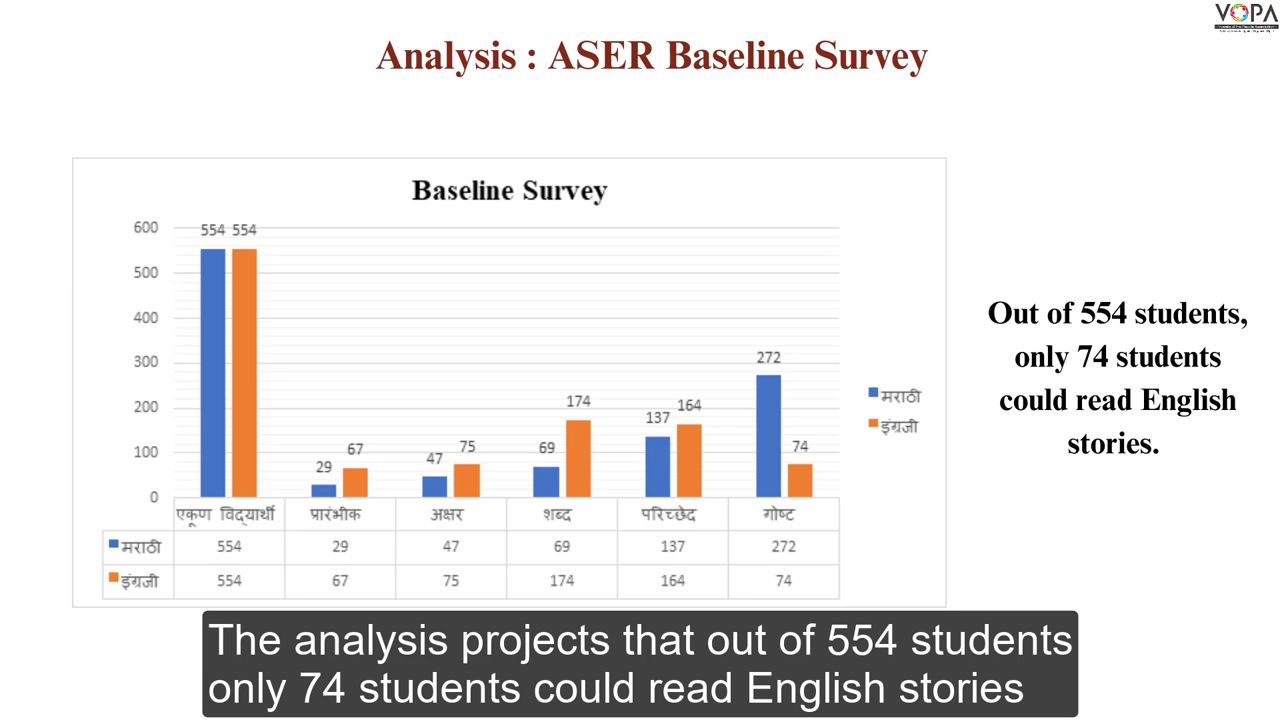 VOPA
Analysis : ASER Baseline Survey
Baseline Survey
600
500
400
300
200
100
0
554 554
29 67
47 75
69 174
137 164
272 74
एकूण विद्यार्थी प्रारंभीक अक्षर शब्द परिच्छेद गोष्ट
मराठी 554 29 47 69 137 272
इंग्रजी 554 67 75 174 164 74
मराठी
इंग्रजी
Out of 554 students,
only 74 students
could read English
stories.
The analysis projects that out of 554 students
only 74 students could read English stories